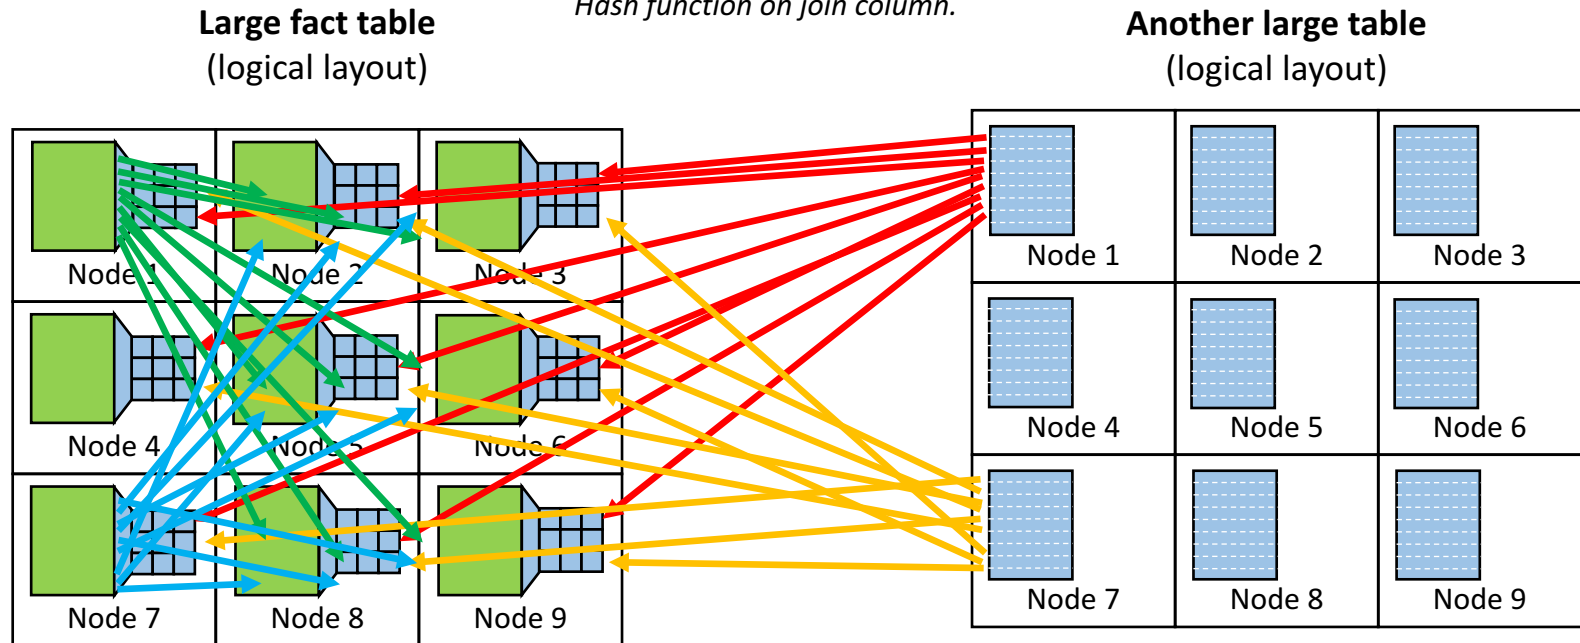 Hash function on join column.
Large fact table
(logical layout)
Another large table
(logical layout)
Node 1
Node 2
Node 3
Node 4
Node 5
Node 6
Node 7
Node 8
Node 9
Node 1
Node 2
Node 3
Node 4
Node 5
Node 6
Node 7
Node 8
Node 9